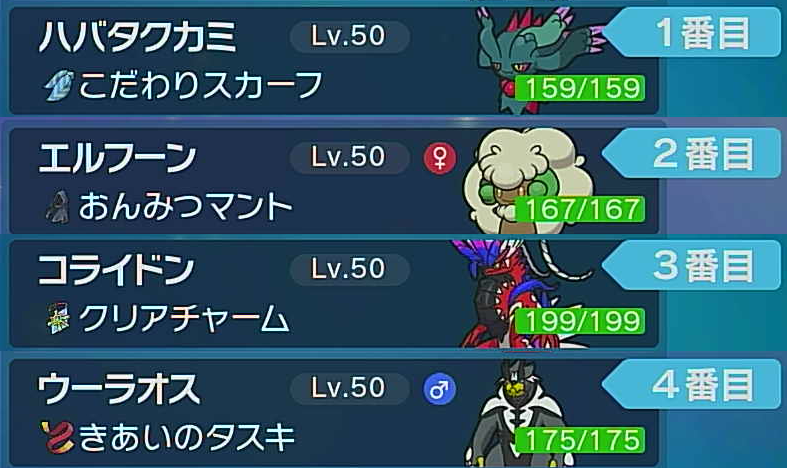 ハバタクカミ Lv.50 1番目
こだわりスカーフ 159/159
エルフーン Lv.50 ♀ 2番目
おんみつマント 167/167
コライドン Lv.50 3番目
クリアチャーム 199/199
ウーラオス Lv.50 ♂ 4番目
きあいのタスキ 175/175